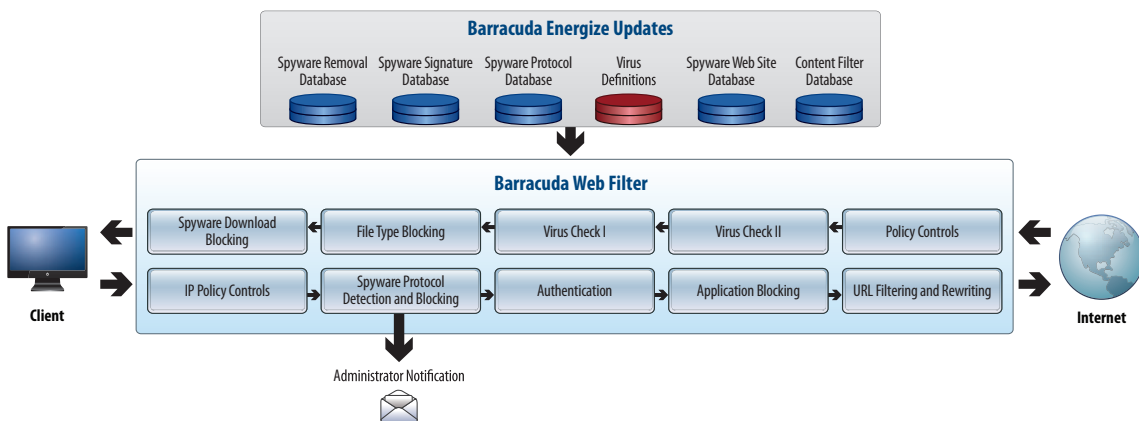 Barracuda Energize Updates
Spyware Removal
Database
Spyware Signature
Database
Spyware Protocol
Database
Virus
Definitions
Spyware Web Site
Database
Content Filter
Database
Barracuda Web Filter
Spyware Download
Blocking
File Type Blocking
Virus Check I
Virus Check II
Policy Controls
IP Policy Controls
Spyware Protocol
Detection and Blocking
Authentication
Application Blocking
URL Filtering and Rewriting
Client
Internet
Administrator Notification